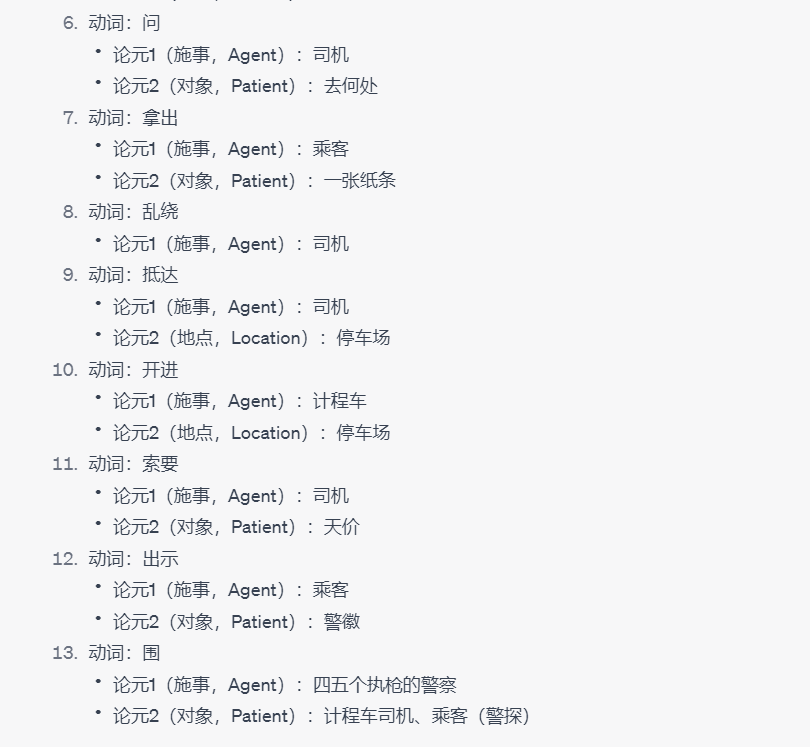 6. 动词：问
• 论元1（施事，Agent）：司机
• 论元2（对象，Patient）：去何处
7. 动词：拿出
• 论元1（施事，Agent）：乘客
• 论元2（对象，Patient）：一张纸条
8. 动词：乱绕
• 论元1（施事，Agent）：司机
9. 动词：抵达
• 论元1（施事，Agent）：司机
• 论元2（地点，Location）：停车场
10. 动词：开进
• 论元1（施事，Agent）：计程车
• 论元2（地点，Location）：停车场
11. 动词：索要
• 论元1（施事，Agent）：司机
• 论元2（对象，Patient）：天价
12. 动词：出示
• 论元1（施事，Agent）：乘客
• 论元2（对象，Patient）：警徽
13. 动词：围
• 论元1（施事，Agent）：四五个执枪的警察
• 论元2（对象，Patient）：计程车司机、乘客（警探）